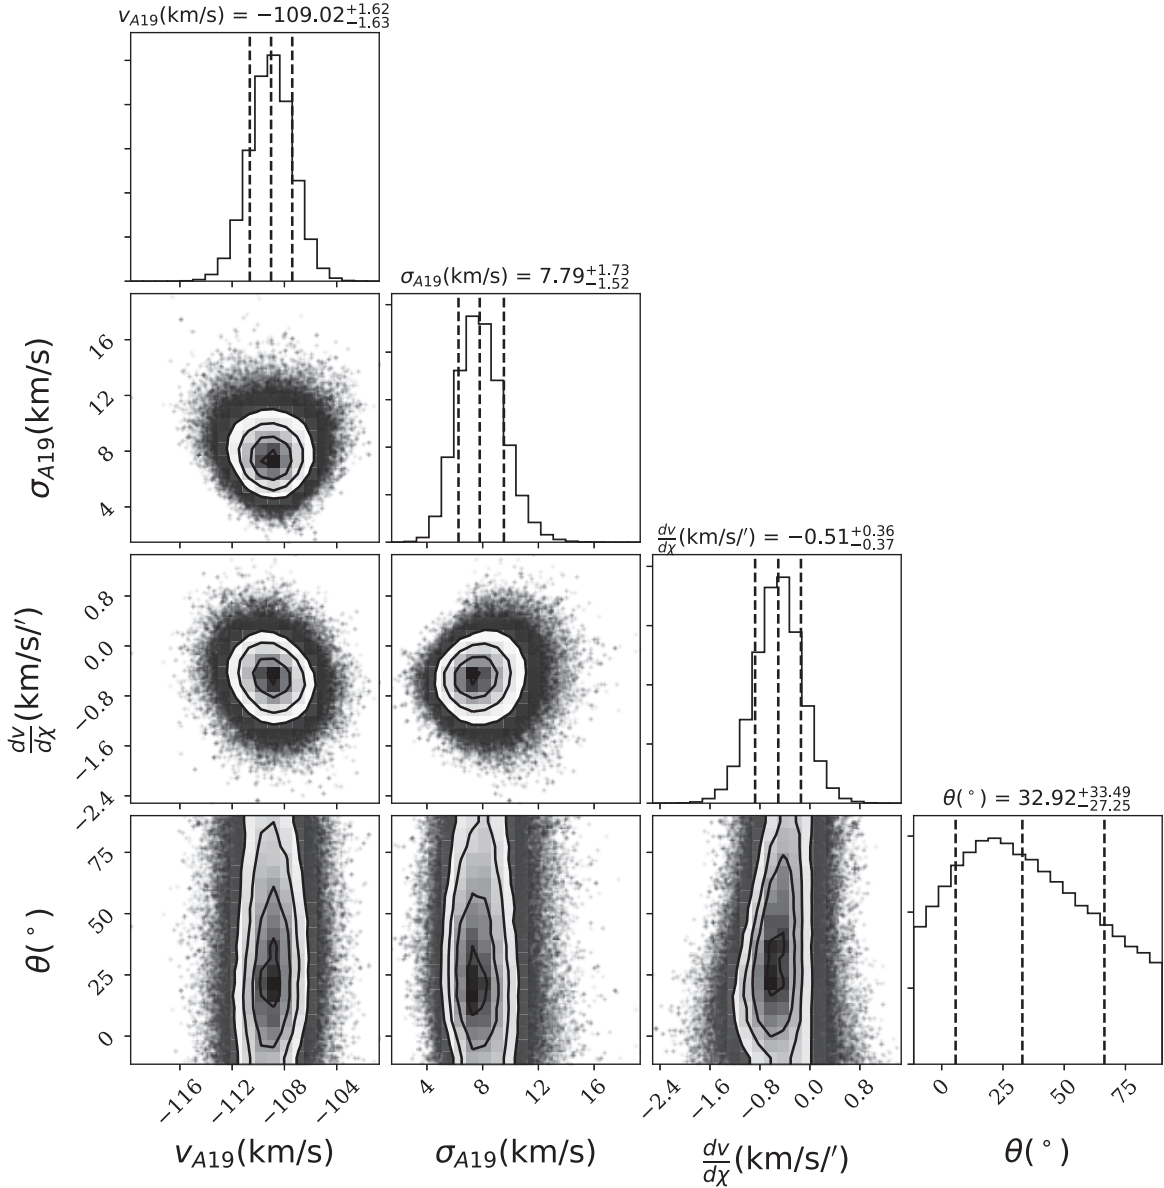 v_A19(km/s) = −109.02 +1.62 −1.63
σ_A19(km/s) = 7.79 +1.73 −1.52
16
12
8
4
σ_A19(km/s)
dv/dχ(km/s/′) = −0.51 +0.36 −0.37
0.8
0.0
−0.8
−1.6
−2.4
dv/dχ(km/s/′)
θ(°) = 32.92 +33.49 −27.25
75
50
25
0
θ(°)
−116 −112 −108 −104
4 8 12 16
−2.4 −1.6 −0.8 0.0 0.8
0 25 50 75
v_A19(km/s) σ_A19(km/s) dv/dχ(km/s/′) θ(°)